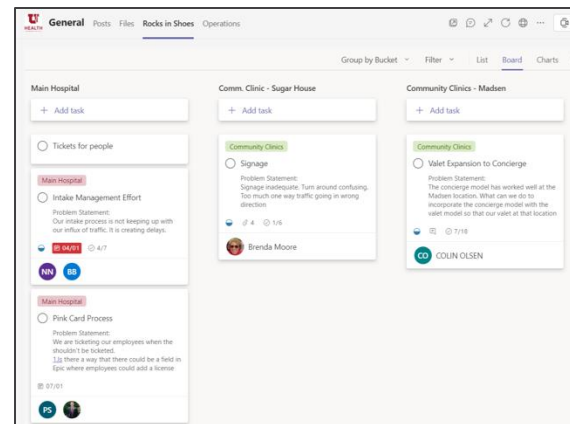 U
HEALTH
General Posts Files Rocks in Shoes Operations
Group by Bucket Filter List Board Charts
Main Hospital
+ Add task
Tickets for people
Main Hospital
Intake Management Effort
Problem Statement:
Our intake process is not keeping up with
our influx of traffic. It is creating delays.
04/01 4/7
NN BB
Main Hospital
Pink Card Process
Problem Statement:
We are ticketing our employees when the
shouldn't be ticketed.
1.Is there a way that there could be a field in
Epic where employees could add a license
07/01
PS
Comm. Clinic - Sugar House
+ Add task
Community Clinics
Signage
Problem Statement:
Signage inadequate. Turn around confusing.
Too much one way traffic going in wrong
direction
4 1/6
Brenda Moore
Community Clinics - Madsen
+ Add task
Community Clinics
Valet Expansion to Concierge
Problem Statement:
The concierge model has worked well at the
Madsen location. What can we do to
incorporate the concierge model with the
valet model so that our valet at that location
7/18
CO COLIN OLSEN